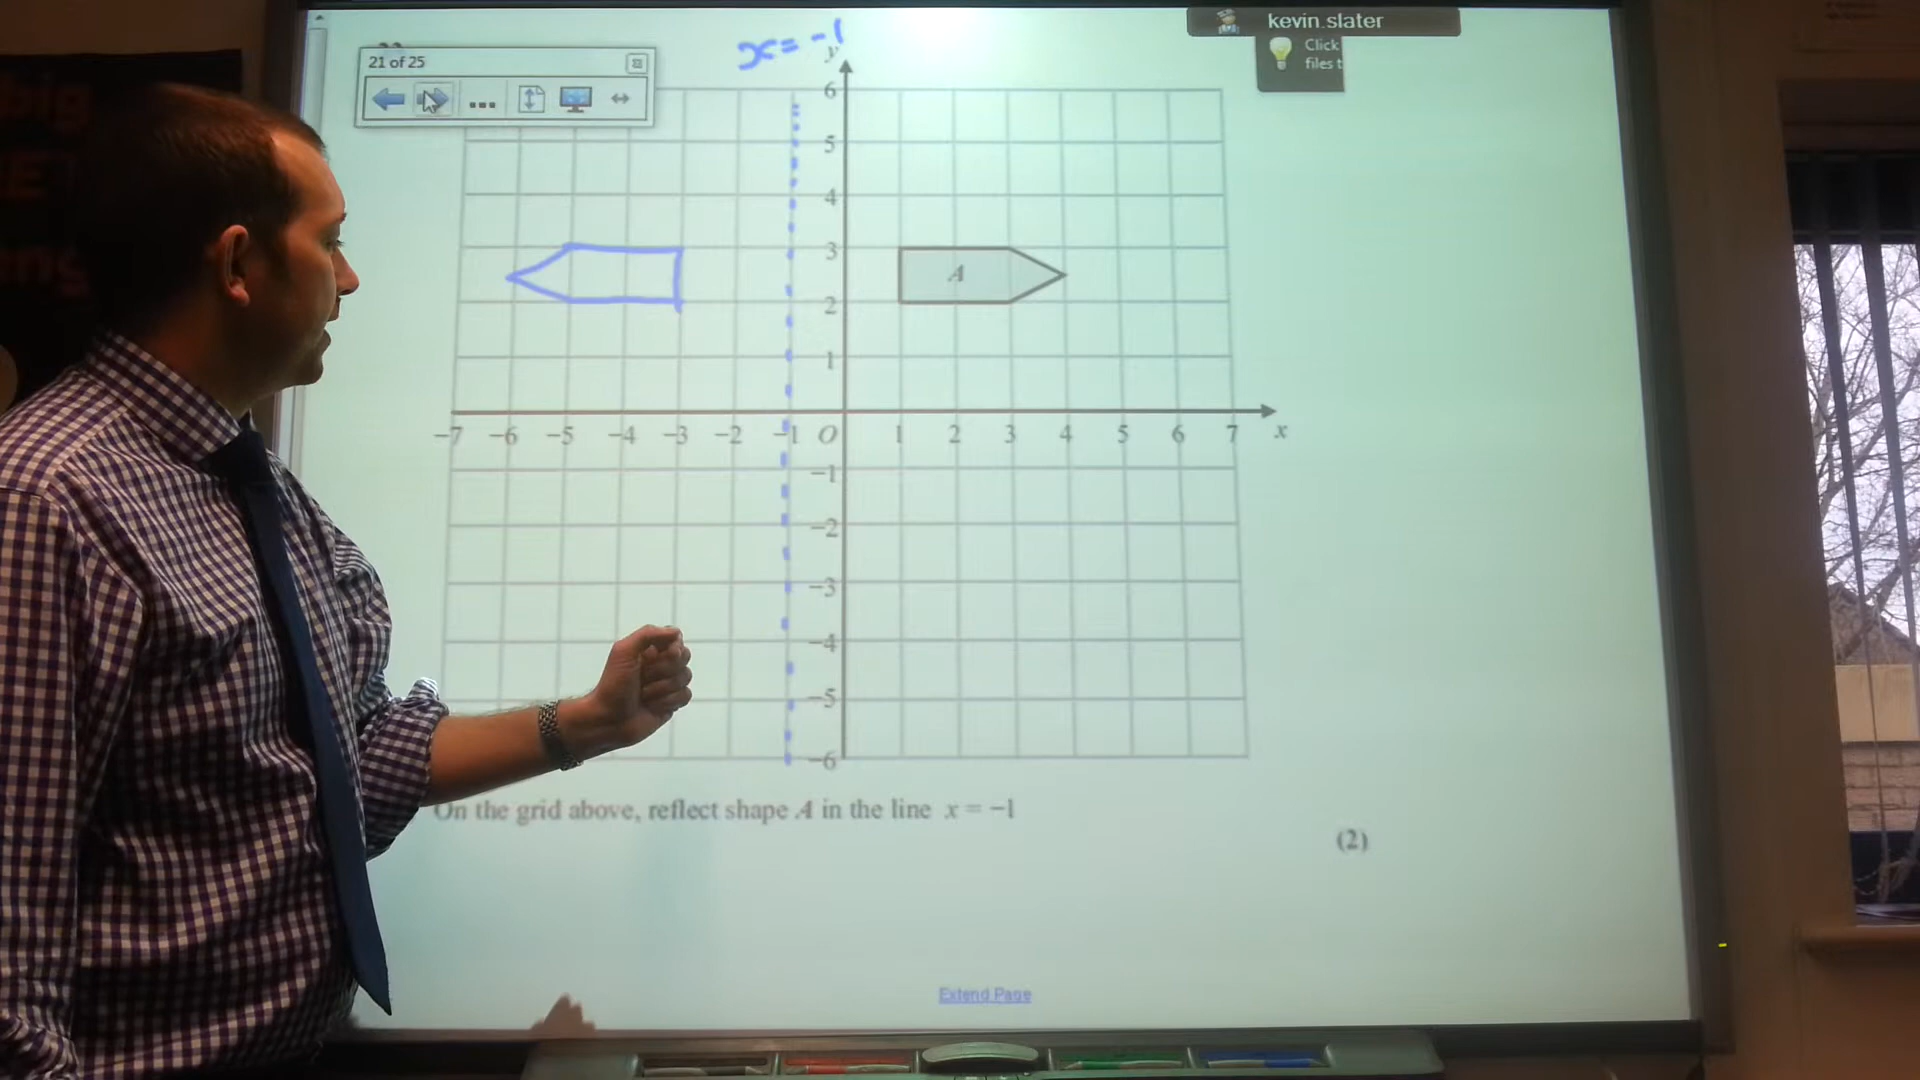 kevin.slater
x = -1
Click
files t
21 of 25
y
6
5
4
3
A
2
1
−7 −6 −5 −4 −3 −2 −1 O 1 2 3 4 5 6 7 x
−1
−2
−3
−4
−5
−6
On the grid above, reflect shape A in the line x = −1
(2)
Extend Page